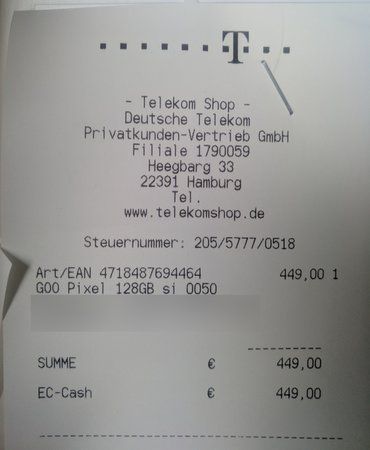 T
- Telekom Shop -
Deutsche Telekom
Privatkunden-Vertrieb GmbH
Filiale 1790059
Heegbarg 33
22391 Hamburg
Tel.
www.telekomshop.de
Steuernummer: 205/5777/0518
Art/EAN 4718487694464 449,00 1
GOO Pixel 128GB si 0050
SUMME € 449,00
EC-Cash € 449,00